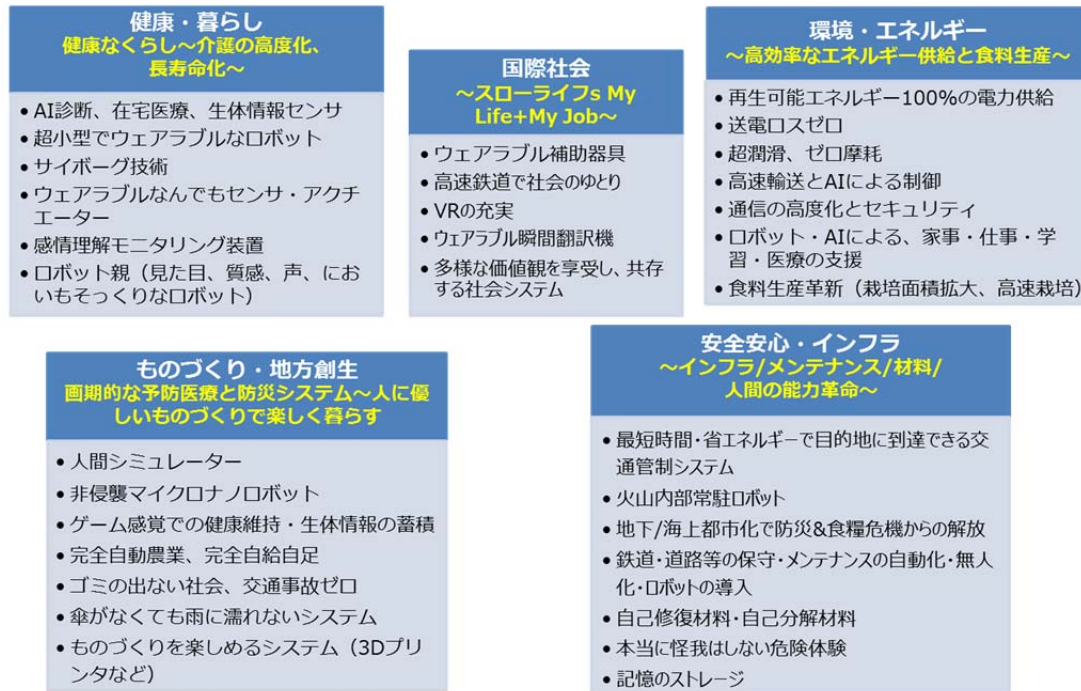 健康・暮らし
健康なくらし～介護の高度化、
長寿命化～
• AI診断、在宅医療、生体情報センサ
• 超小型でウェアラブルなロボット
• サイボーグ技術
• ウェアラブルなんでもセンサ・アクチ
エーター
• 感情理解モニタリング装置
• ロボット親（見た目、質感、声、にお
いもそっくりなロボット）
国際社会
～スローライフs My
Life+My Job～
• ウェアラブル補助器具
• 高速鉄道で社会のゆとり
• VRの充実
• ウェアラブル瞬間翻訳機
• 多様な価値観を享受し、共存
する社会システム
環境・エネルギー
～高効率なエネルギー供給と食料生産～
• 再生可能エネルギー100%の電力供給
• 送電ロスゼロ
• 超潤滑、ゼロ摩耗
• 高速輸送とAIによる制御
• 通信の高度化とセキュリティ
• ロボット・AIによる、家事・仕事・学
習・医療の支援
• 食料生産革新（栽培面積拡大、高速栽培）
ものづくり・地方創生
画期的な予防医療と防災システム～人に優
しいものづくりで楽しく暮らす
• 人間シミュレーター
• 非侵襲マイクロナノロボット
• ゲーム感覚での健康維持・生体情報の蓄積
• 完全自動農業、完全自給自足
• ゴミの出ない社会、交通事故ゼロ
• 傘がなくても雨に濡れないシステム
• ものづくりを楽しめるシステム（3Dプリ
ンタなど）
安全安心・インフラ
～インフラ/メンテナンス/材料/
人間の能力革命～
• 最短時間・省エネルギーで目的地に到達できる交
通管制システム
• 火山内部常駐ロボット
• 地下/海上都市化で防災&食糧危機からの解放
• 鉄道・道路等の保守・メンテナンスの自動化・無人
化・ロボットの導入
• 自己修復材料・自己分解材料
• 本当に怪我はしない危険体験
• 記憶のストレージ